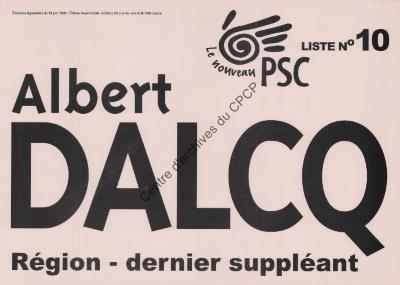 LISTE N° 10
Le nouveau
PSC
Albert
DALCQ
Région - dernier suppléant
Centre d'archives du CPCP